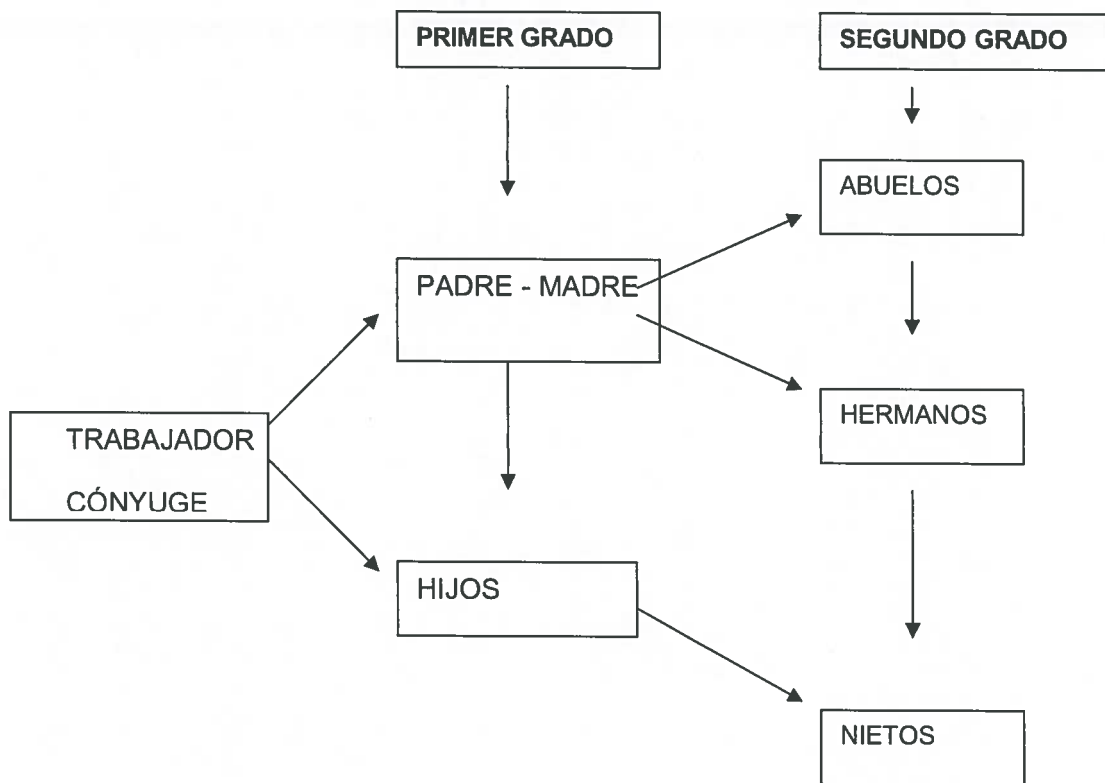 PRIMER GRADO
SEGUNDO GRADO
ABUELOS
PADRE - MADRE
HERMANOS
TRABAJADOR
CÓNYUGE
HIJOS
NIETOS